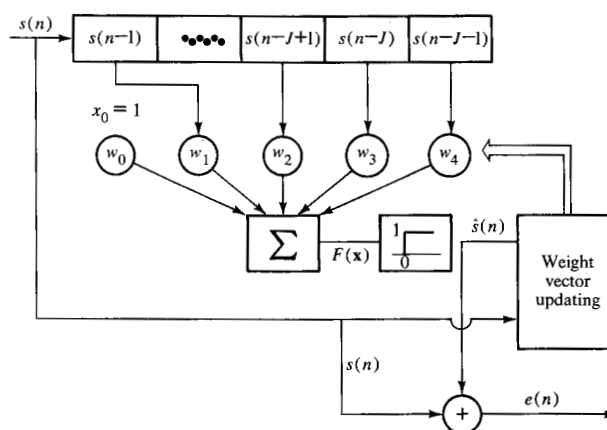 s(n)
s(n−1) s(n−J+1) s(n−J) s(n−J−1)
x₀ = 1
w₀ w₁ w₂ w₃ w₄
Σ
F(x)
1
0
ŝ(n)
Weight
vector
updating
s(n)
+
e(n)